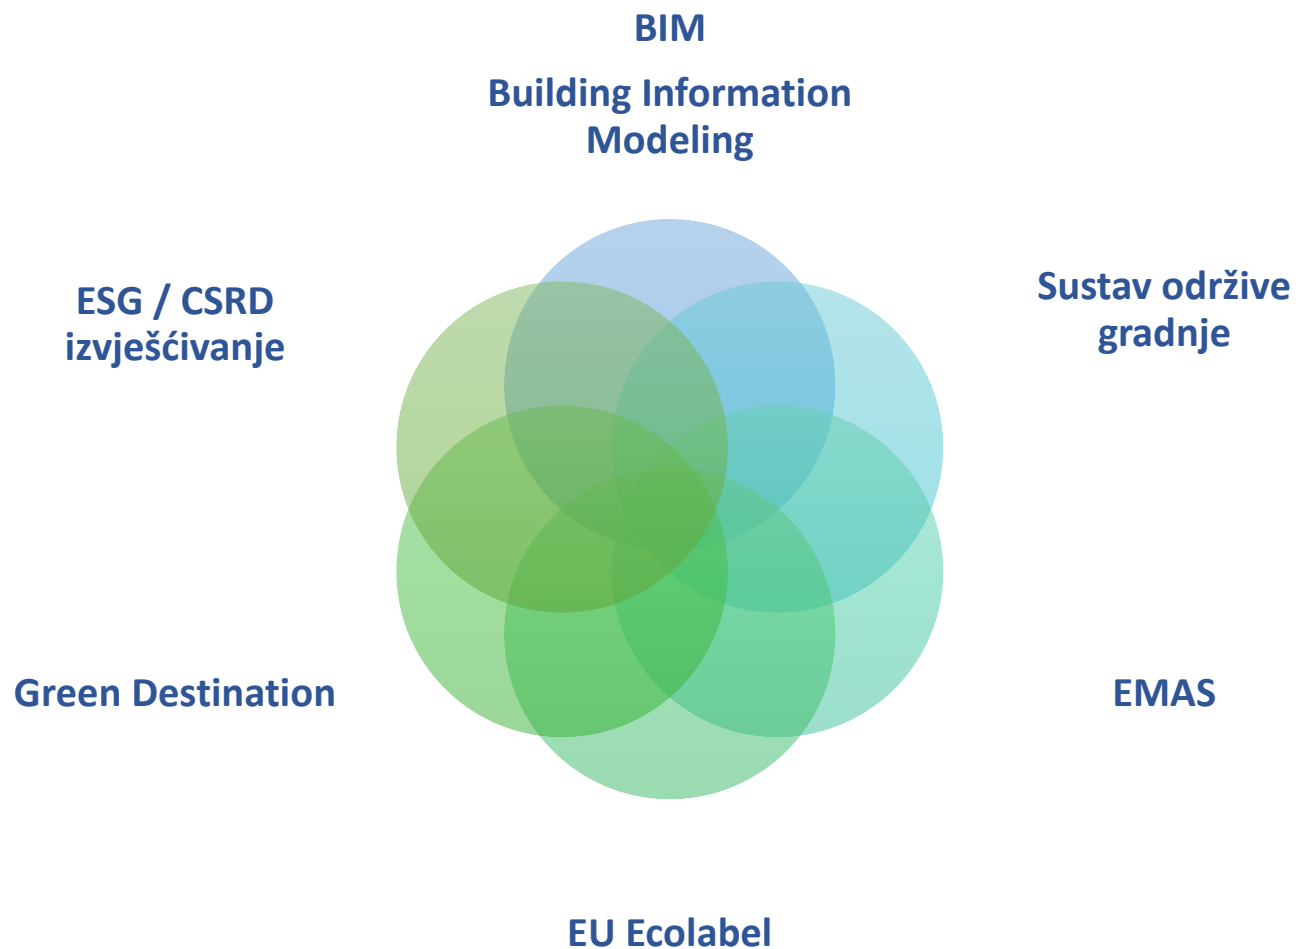 BIM
Building Information
Modeling
ESG / CSRD
izvješćivanje
Sustav održive
gradnje
Green Destination
EMAS
EU Ecolabel